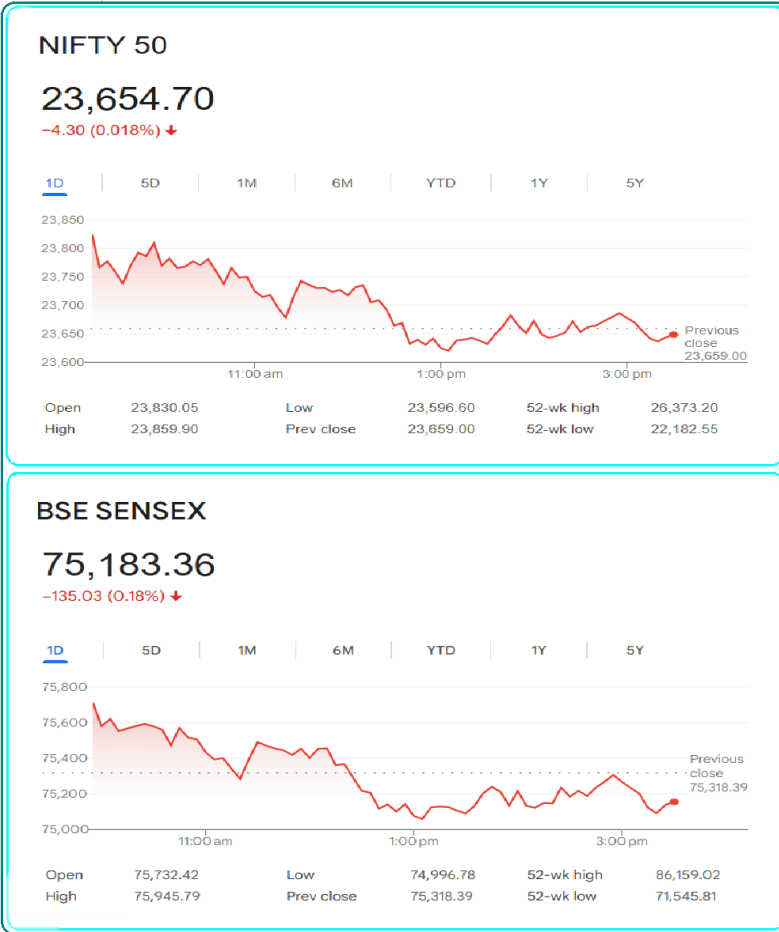 NIFTY 50
23,654.70
−4.30 (0.018%) ↓
1D 5D 1M 6M YTD 1Y 5Y
23,850
23,800
23,750
23,700
23,650
23,600
Previous
close
23,659.00
11:00 am 1:00 pm 3:00 pm
Open 23,830.05 Low 23,596.60 52-wk high 26,373.20
High 23,859.90 Prev close 23,659.00 52-wk low 22,182.55
BSE SENSEX
75,183.36
−135.03 (0.18%) ↓
1D 5D 1M 6M YTD 1Y 5Y
75,800
75,600
75,400
75,200
75,000
Previous
close
75,318.39
11:00 am 1:00 pm 3:00 pm
Open 75,732.42 Low 74,996.78 52-wk high 86,159.02
High 75,945.79 Prev close 75,318.39 52-wk low 71,545.81